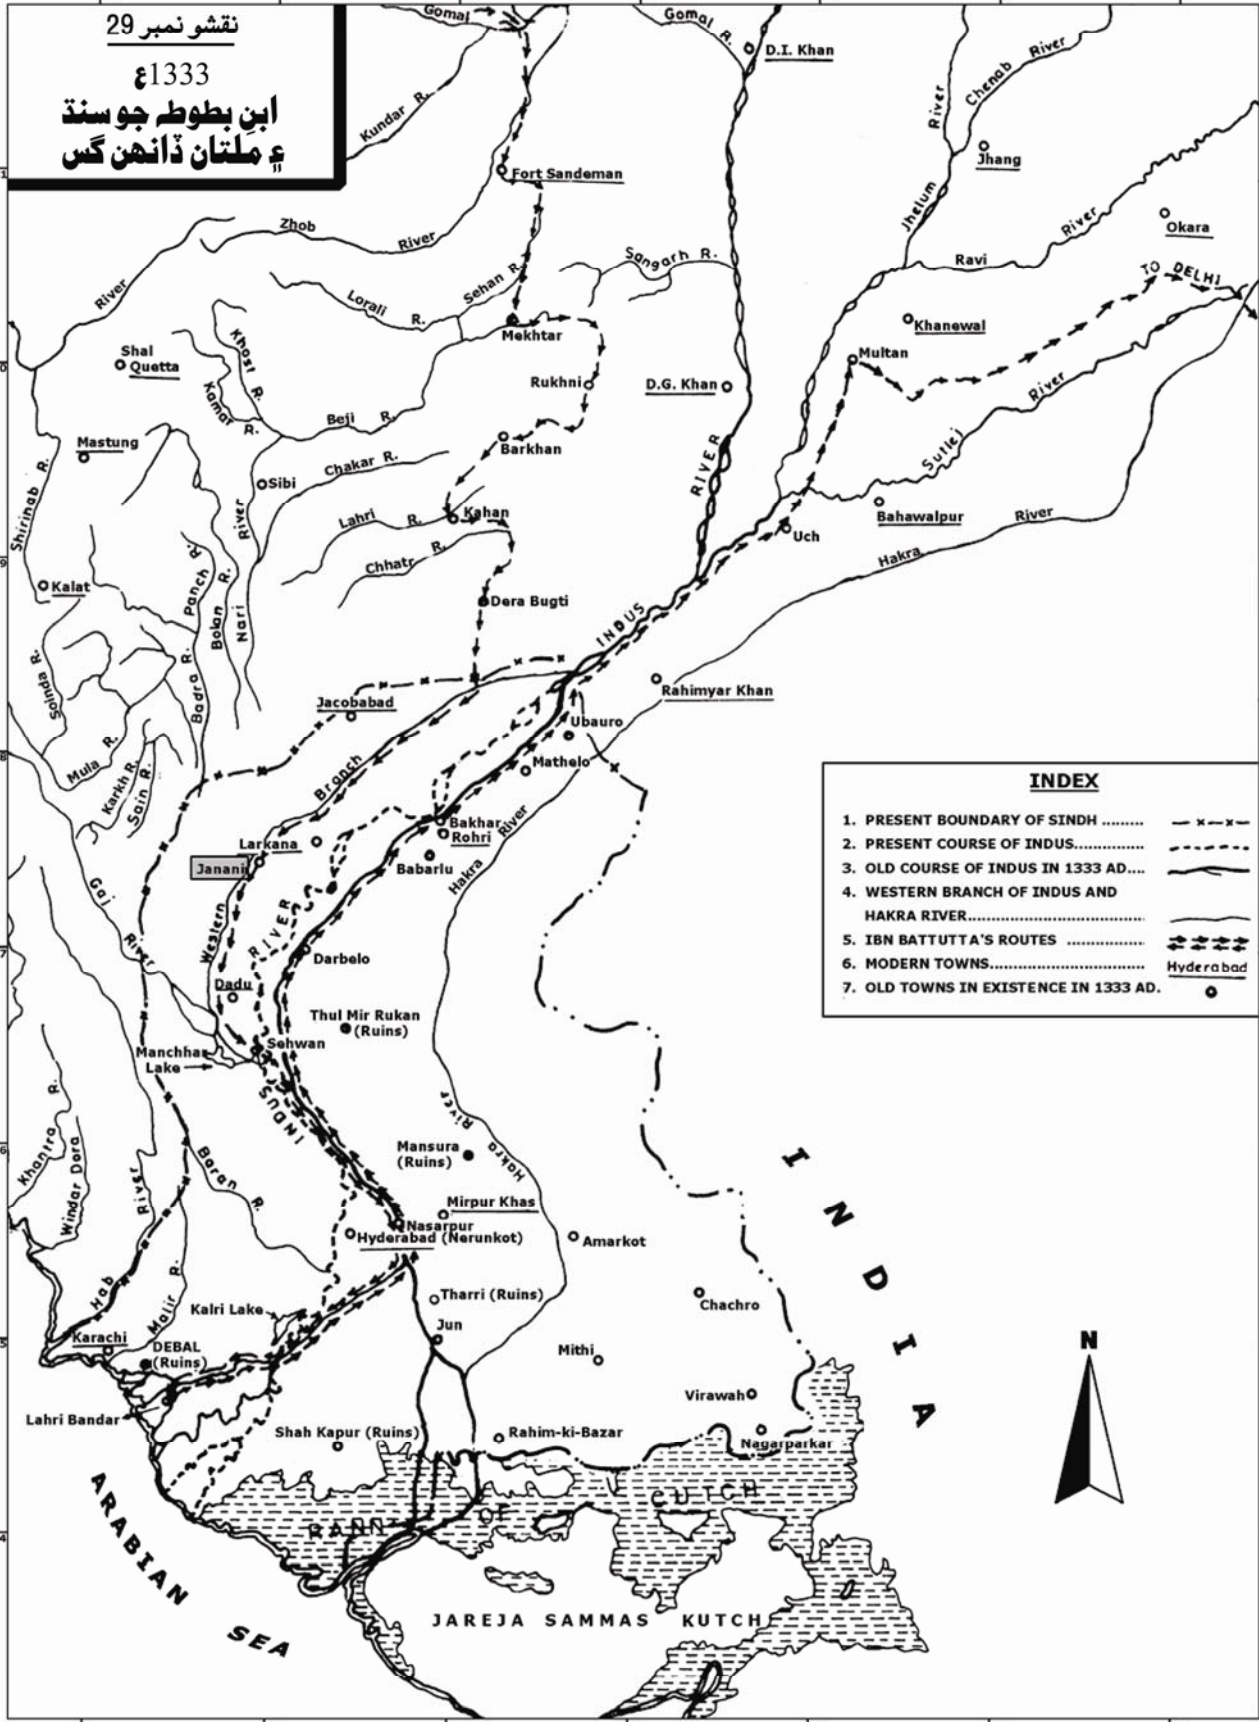 نقشو نمبر 29
1333ع
ابنِ بطوطہ جو سنڌ
۽ ملتان ڏانهن گس
Gomal
Gomal R.
D.I. Khan
Kundar R.
River
Chenab River
Jhang
Fort Sandeman
Jhelum
River
Okara
Zhob
River
River
Sangarh R.
Ravi
TO DELHI
Sehan R.
Lorali R.
Khanewal
Mekhtar
Khost R.
Shal
Quetta
Multan
Kamar R.
Rukhni
D.G. Khan
River
Beji R.
Mastung
Barkhan
Sutlej
RIVER
Chakar R.
Sibi
Shirinab R.
Lahri R.
Kahan
Bahawalpur
River
River
Uch
Hakra
Chhatr R.
Panch R.
Kalat
Dera Bugti
Bolan R.
Nari
INDUS
Soinda R.
Badra R.
Rahimyar Khan
Jacobabad
Ubauro
Mula R.
Karkh R.
Sain R.
Branch
Mathelo
INDEX
1. PRESENT BOUNDARY OF SINDH .........
2. PRESENT COURSE OF INDUS...............
3. OLD COURSE OF INDUS IN 1333 AD....
4. WESTERN BRANCH OF INDUS AND
HAKRA RIVER.......................................
5. IBN BATTUTTA'S ROUTES .................
6. MODERN TOWNS..................................
Hyderabad
7. OLD TOWNS IN EXISTENCE IN 1333 AD.
Bakhar
Rohri
River
Larkana
Janani
Babarlu
Hakra
Gaj
River
Western
RIVER
Darbelo
Dadu
Thul Mir Rukan
(Ruins)
Sehwan
Manchhar
Lake
INDUS
River
Khantra R.
Windar Dora
Mansura
(Ruins)
Hakra
Baran R.
River
INDIA
Mirpur Khas
Nasarpur
Hyderabad (Nerunkot)
Amarkot
Hab
Malir R.
Kalri Lake
Tharri (Ruins)
Chachro
Karachi
Jun
N
DEBAL
(Ruins)
Mithi
Virawah
Lahri Bandar
Shah Kapur (Ruins)
Rahim-ki-Bazar
Nagarparkar
RANN OF CUTCH
ARABIAN SEA
JAREJA SAMMAS KUTCH